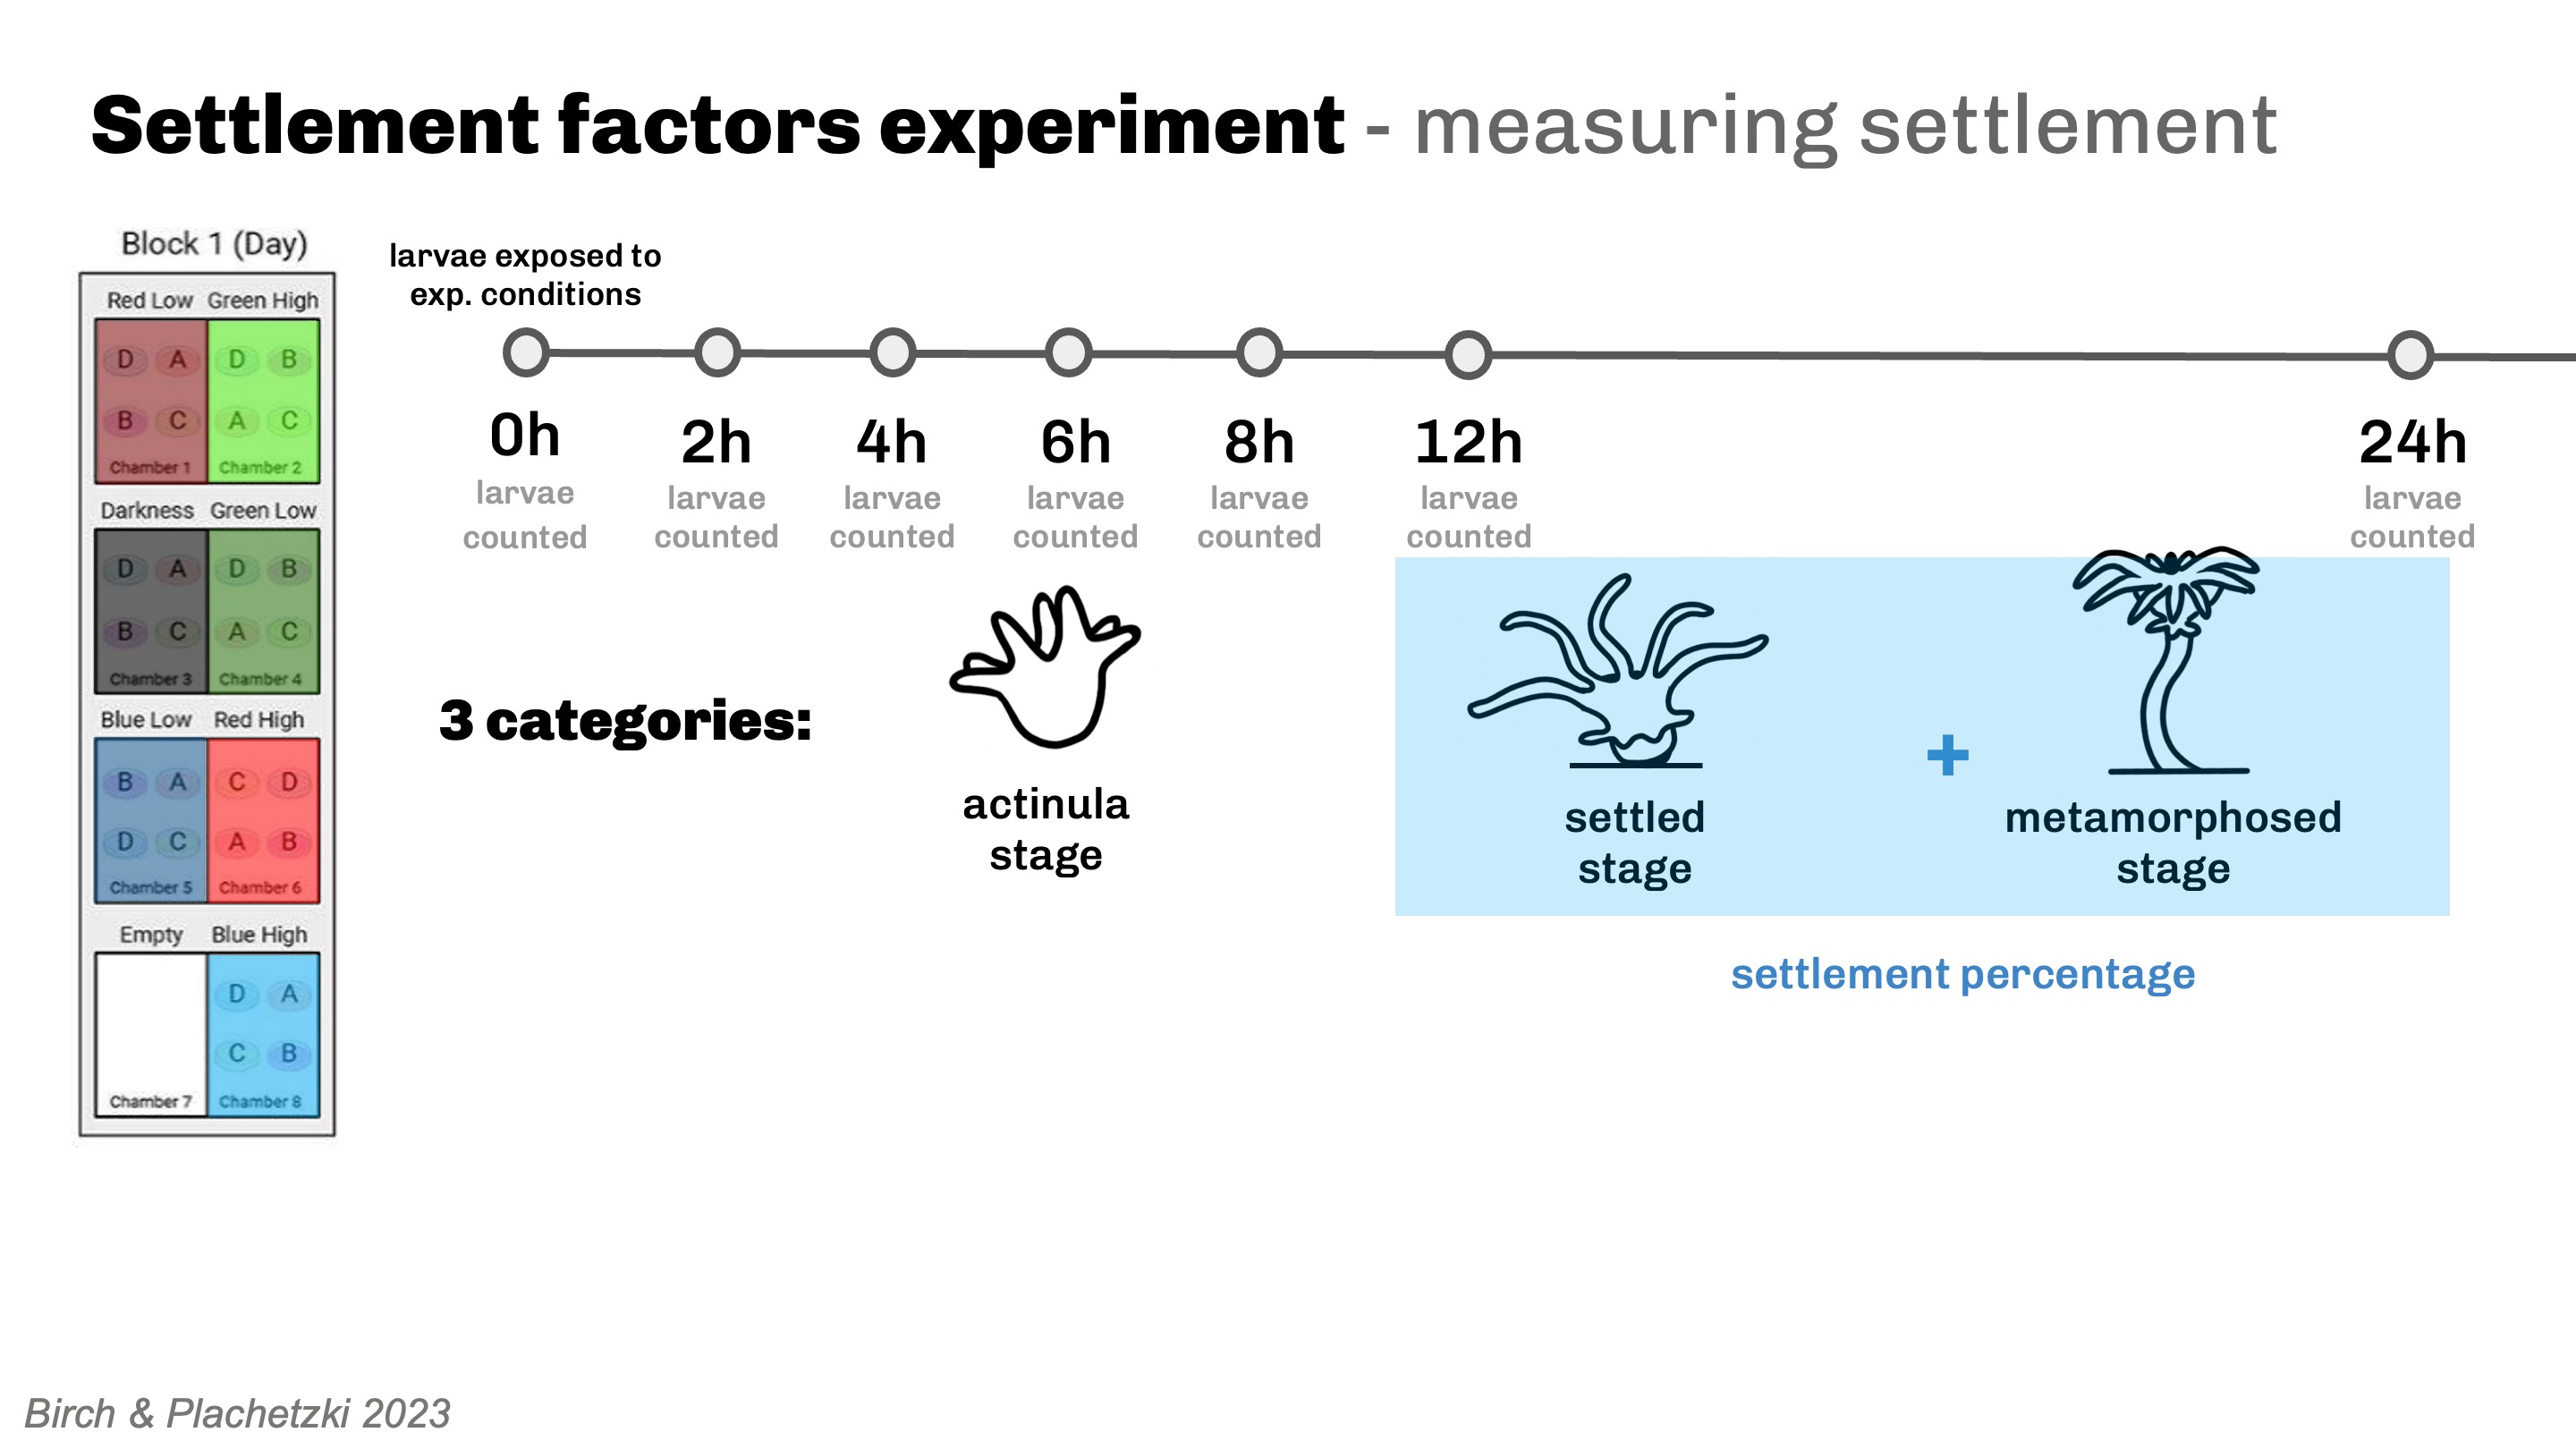 Settlement factors experiment - measuring settlement
Block 1 (Day)
Red Low Green High
D A D B
B C A C
Chamber 1 Chamber 2
Darkness Green Low
D A D B
B C A C
Chamber 3 Chamber 4
Blue Low Red High
B A C D
D C A B
Chamber 5 Chamber 6
Empty Blue High
D A
C B
Chamber 7 Chamber 8
larvae exposed to
exp. conditions
0h 2h 4h 6h 8h 12h 24h
larvae larvae larvae larvae larvae larvae larvae
counted counted counted counted counted counted counted
3 categories:
actinula
stage
settled
stage
+
metamorphosed
stage
settlement percentage
Birch & Plachetzki 2023